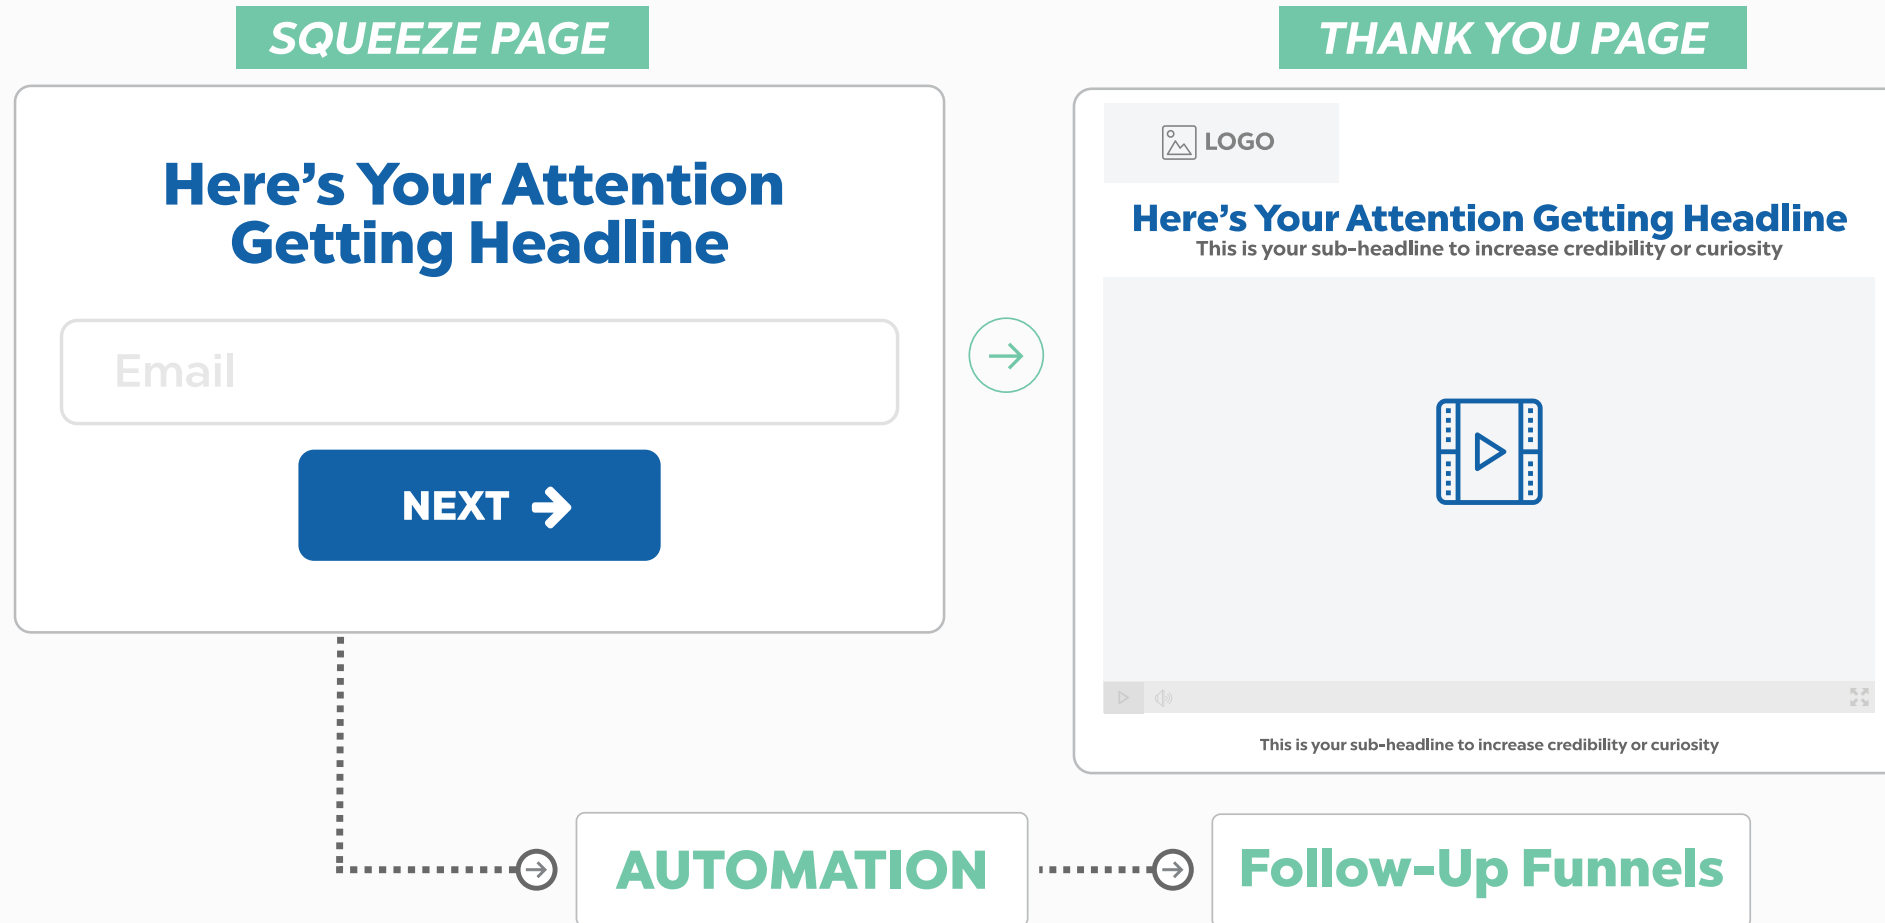 SQUEEZE PAGE
Here’s Your Attention
Getting Headline
Email
NEXT
THANK YOU PAGE
LOGO
Here’s Your Attention Getting Headline
This is your sub-headline to increase credibility or curiosity
This is your sub-headline to increase credibility or curiosity
AUTOMATION
Follow-Up Funnels